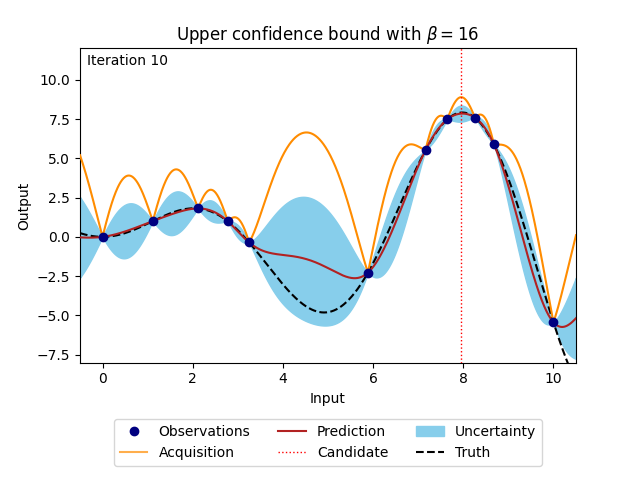 Upper confidence bound with β = 16
Iteration 10
10.0
7.5
5.0
2.5
0.0
−2.5
−5.0
−7.5
Output
0 2 4 6 8 10
Input
Observations Prediction Uncertainty
Acquisition Candidate Truth